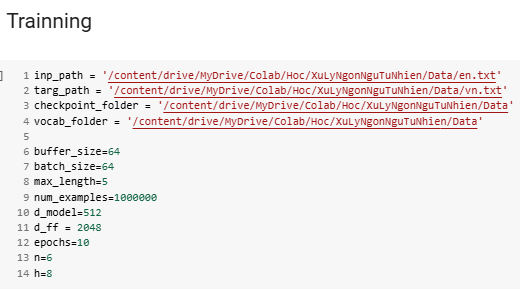 Trainning
1 inp_path = '/content/drive/MyDrive/Colab/Hoc/XuLyNgonNguTuNhien/Data/en.txt'
2 targ_path = '/content/drive/MyDrive/Colab/Hoc/XuLyNgonNguTuNhien/Data/vn.txt'
3 checkpoint_folder = '/content/drive/MyDrive/Colab/Hoc/XuLyNgonNguTuNhien/Data'
4 vocab_folder = '/content/drive/MyDrive/Colab/Hoc/XuLyNgonNguTuNhien/Data'
5
6 buffer_size=64
7 batch_size=64
8 max_length=5
9 num_examples=1000000
10 d_model=512
11 d_ff = 2048
12 epochs=10
13 n=6
14 h=8